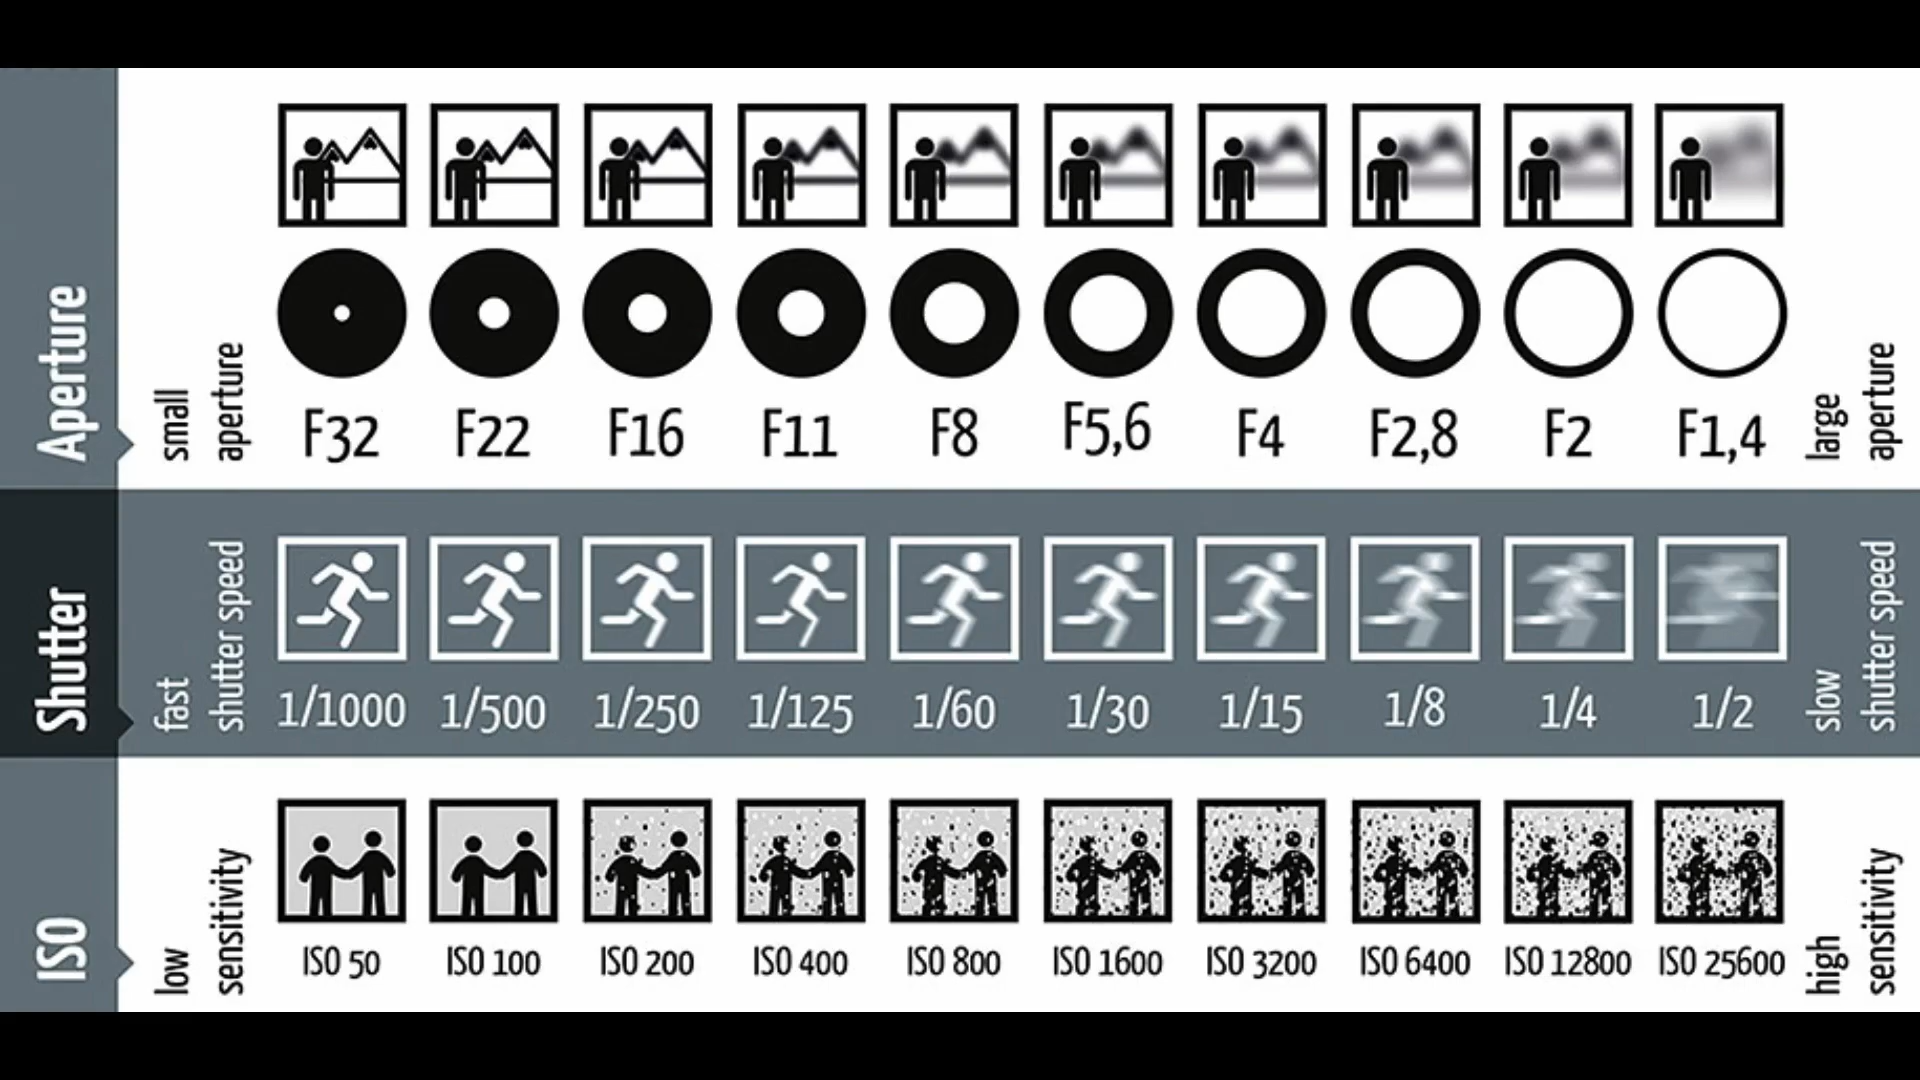 Aperture
small
aperture
F32 F22 F16 F11 F8 F5,6 F4 F2,8 F2 F1,4
large
aperture
Shutter
fast
shutter speed
1/1000 1/500 1/250 1/125 1/60 1/30 1/15 1/8 1/4 1/2
slow
shutter speed
ISO
low
sensitivity
ISO 50 ISO 100 ISO 200 ISO 400 ISO 800 ISO 1600 ISO 3200 ISO 6400 ISO 12800 ISO 25600
high
sensitivity